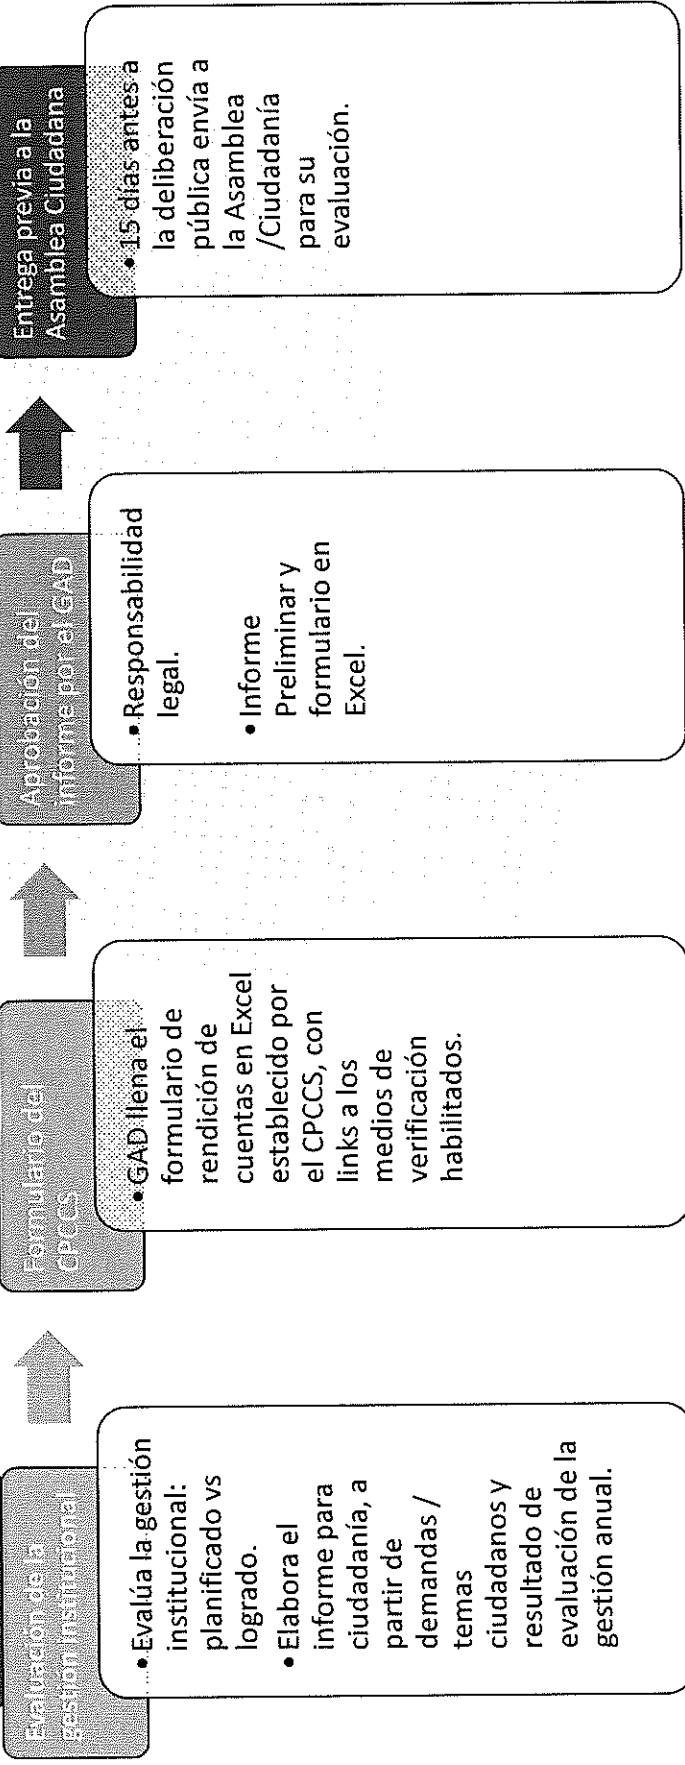 Evaluación de la
gestión institucional
• Evalúa la gestión
institucional:
planificado vs
logrado.
• Elabora el
informe para
ciudadanía, a
partir de
demandas /
temas
ciudadanos y
resultado de
evaluación de la
gestión anual.
Formulario del
CPCCS
• GAD llena el
formulario de
rendición de
cuentas en Excel
establecido por
el CPCCS, con
links a los
medios de
verificación
habilitados.
Aprobación del
informe por el GAD
• Responsabilidad
legal.
• Informe
Preliminar y
formulario en
Excel.
Entrega previa a la
Asamblea Ciudadana
• 15 días antes a
la deliberación
pública envía a
la Asamblea
/Ciudadanía
para su
evaluación.